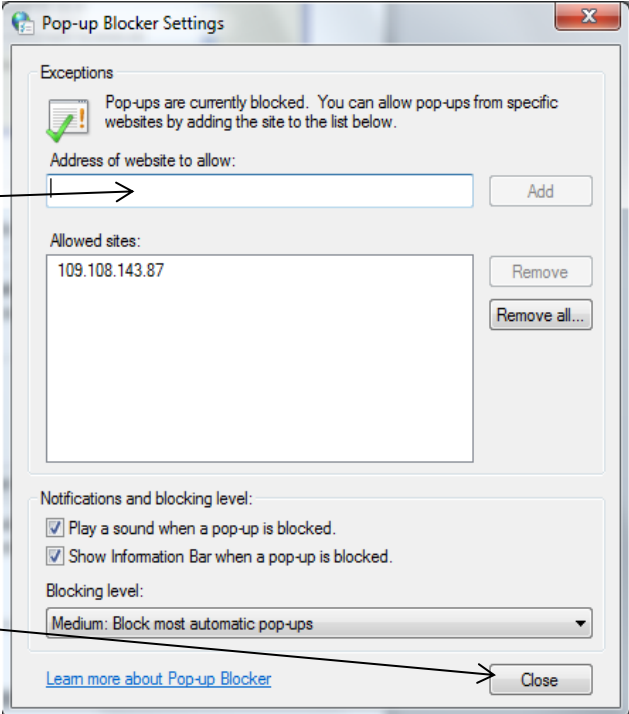 Pop-up Blocker Settings
Exceptions
Pop-ups are currently blocked.  You can allow pop-ups from specific
websites by adding the site to the list below.
Address of website to allow:
Add
Allowed sites:
109.108.143.87
Remove
Remove all...
Notifications and blocking level:
Play a sound when a pop-up is blocked.
Show Information Bar when a pop-up is blocked.
Blocking level:
Medium: Block most automatic pop-ups
Learn more about Pop-up Blocker
Close